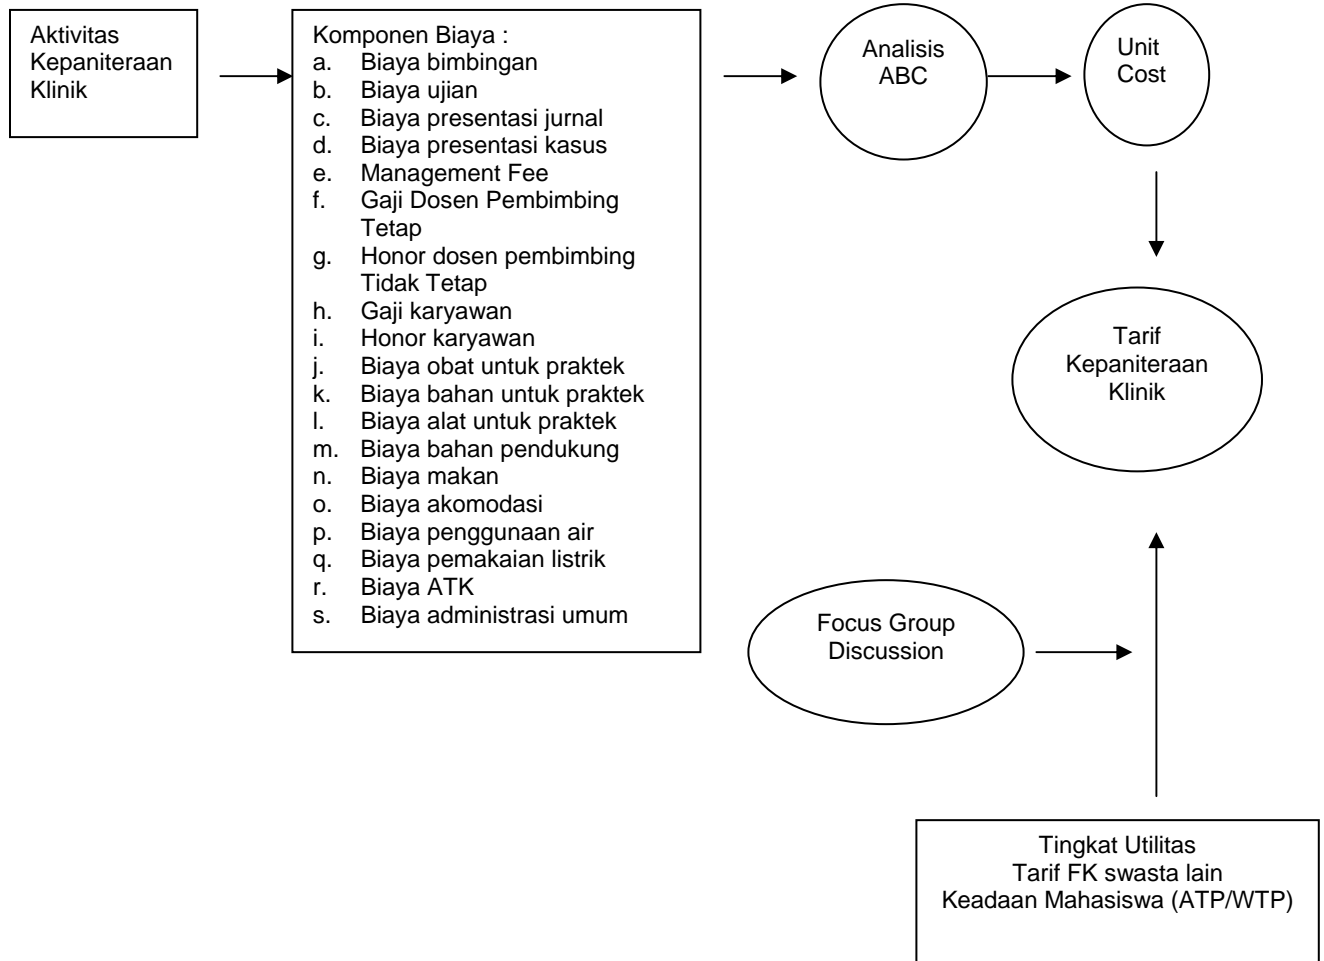 Aktivitas
Kepaniteraan
Klinik
Komponen Biaya :
a. Biaya bimbingan
b. Biaya ujian
c. Biaya presentasi jurnal
d. Biaya presentasi kasus
e. Management Fee
f. Gaji Dosen Pembimbing
Tetap
g. Honor dosen pembimbing
Tidak Tetap
h. Gaji karyawan
i. Honor karyawan
j. Biaya obat untuk praktek
k. Biaya bahan untuk praktek
l. Biaya alat untuk praktek
m. Biaya bahan pendukung
n. Biaya makan
o. Biaya akomodasi
p. Biaya penggunaan air
q. Biaya pemakaian listrik
r. Biaya ATK
s. Biaya administrasi umum
Analisis
ABC
Unit
Cost
Tarif
Kepaniteraan
Klinik
Focus Group
Discussion
Tingkat Utilitas
Tarif FK swasta lain
Keadaan Mahasiswa (ATP/WTP)